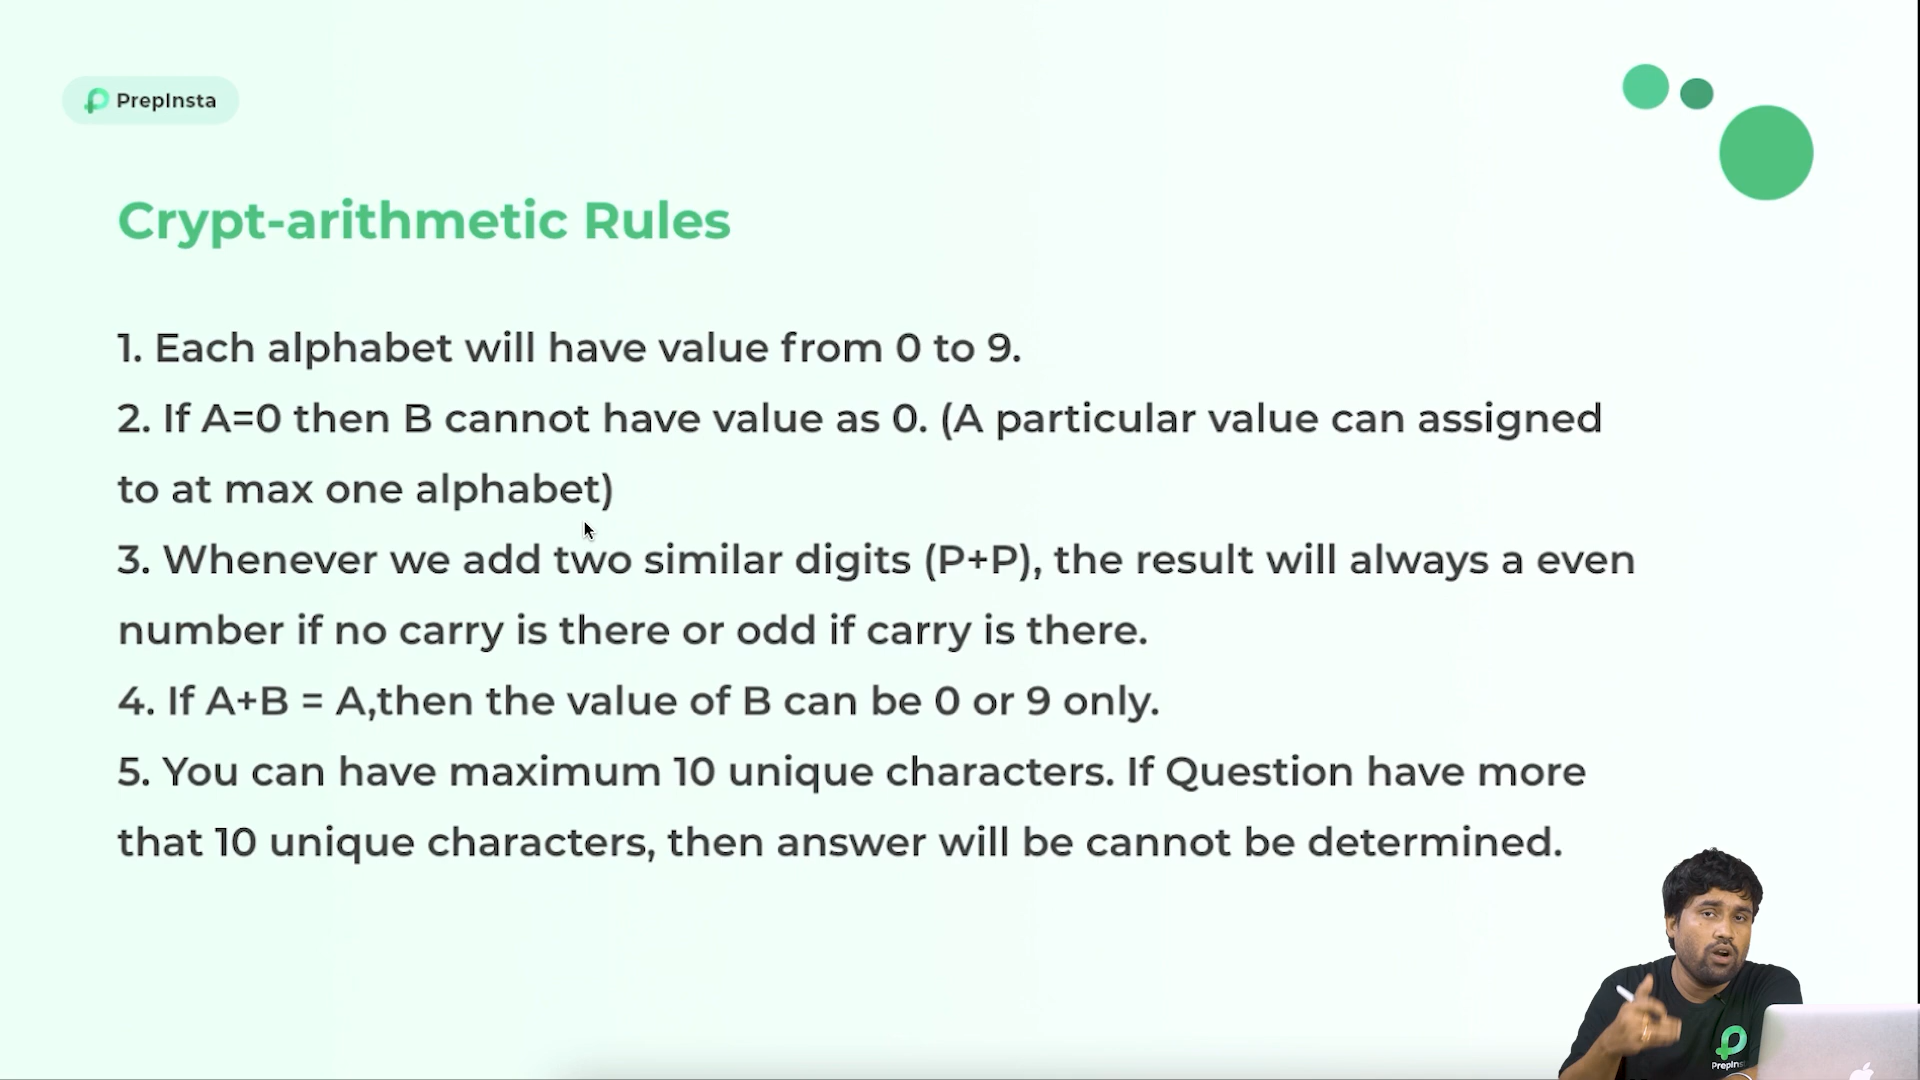 PrepInsta
Crypt-arithmetic Rules
1. Each alphabet will have value from 0 to 9.
2. If A=0 then B cannot have value as 0. (A particular value can assigned
to at max one alphabet)
3. Whenever we add two similar digits (P+P), the result will always a even
number if no carry is there or odd if carry is there.
4. If A+B = A,then the value of B can be 0 or 9 only.
5. You can have maximum 10 unique characters. If Question have more
that 10 unique characters, then answer will be cannot be determined.